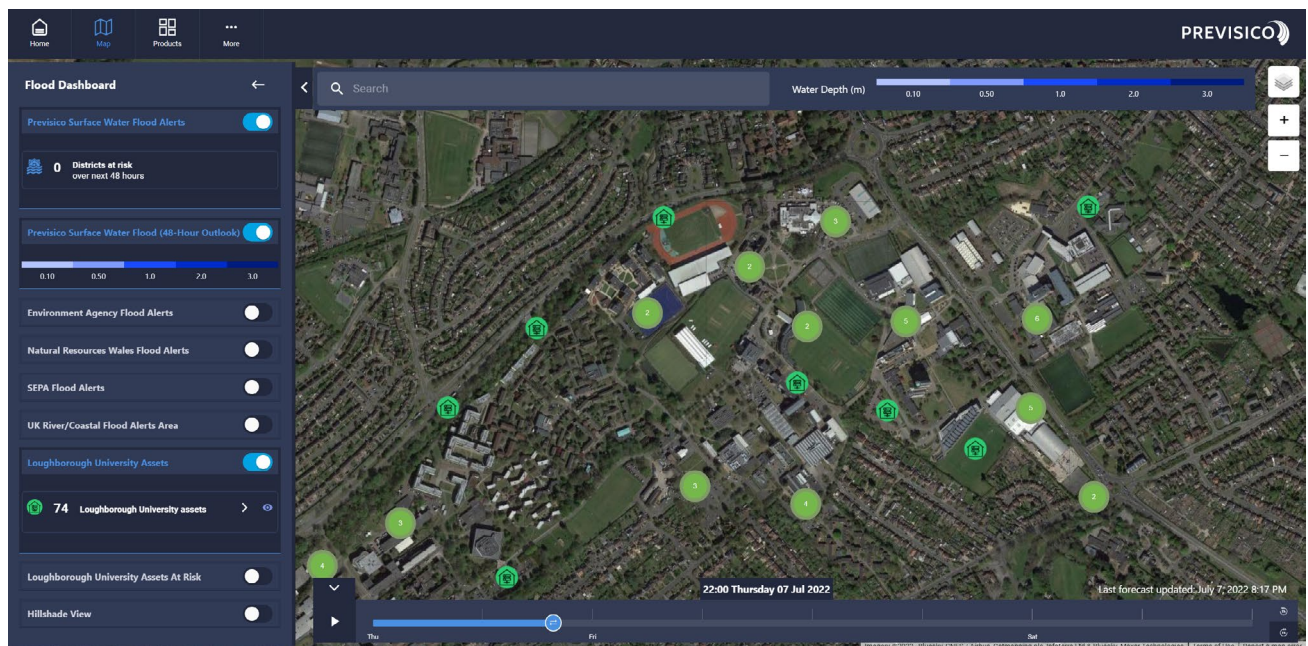 Home
Map
Products
More
PREVISICO
Flood Dashboard
Search
Water Depth (m)
0.10 0.50 1.0 2.0 3.0
Previsico Surface Water Flood Alerts
0 Districts at risk
over next 48 hours
Previsico Surface Water Flood (48-Hour Outlook)
0.10 0.50 1.0 2.0 3.0
Environment Agency Flood Alerts
Natural Resources Wales Flood Alerts
SEPA Flood Alerts
UK River/Coastal Flood Alerts Area
Loughborough University Assets
74 Loughborough University assets
Loughborough University Assets At Risk
Hillshade View
3
2
2
2
5
6
5
3
4
2
4
22:00 Thursday 07 Jul 2022
Last forecast updated: July 7, 2022 8:17 PM
Thu Fri Sat